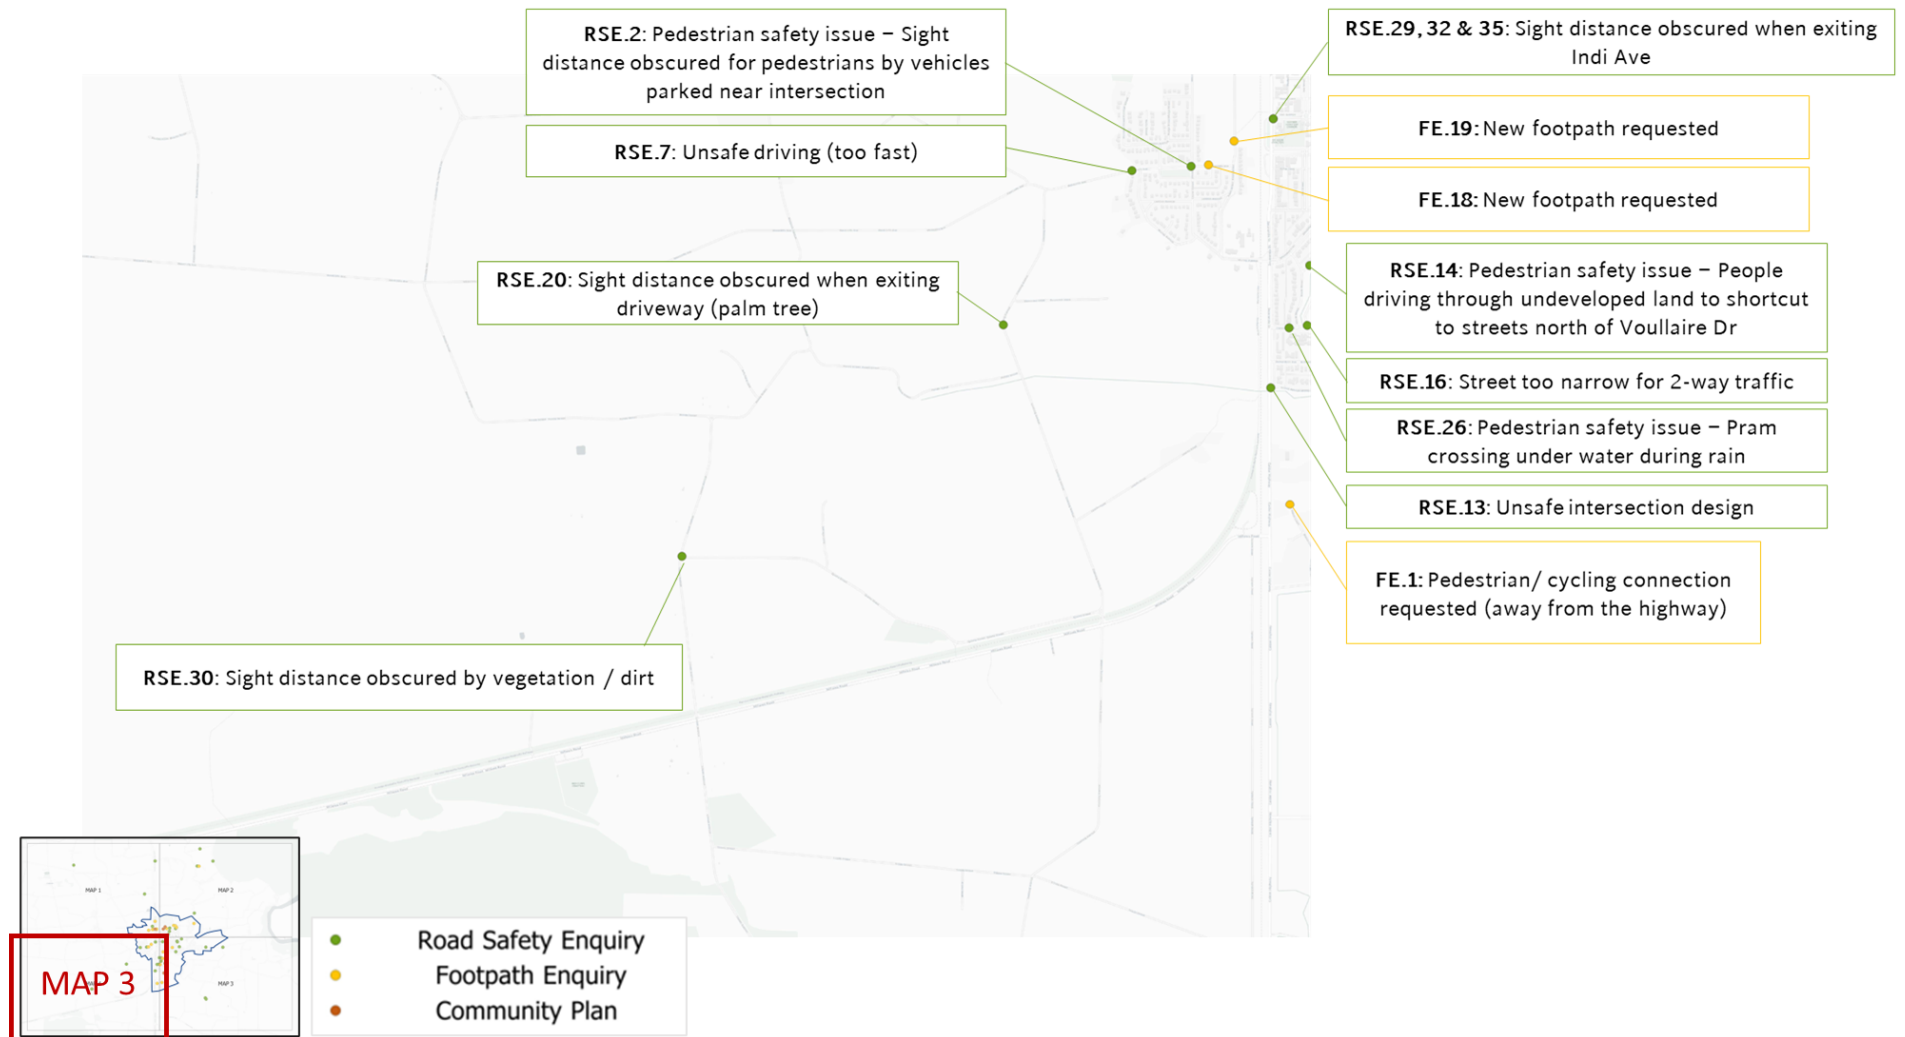 RSE.2: Pedestrian safety issue – Sight
distance obscured for pedestrians by vehicles
parked near intersection
RSE.7: Unsafe driving (too fast)
RSE.29, 32 & 35: Sight distance obscured when exiting
Indi Ave
FE.19: New footpath requested
FE.18: New footpath requested
RSE.20: Sight distance obscured when exiting
driveway (palm tree)
RSE.14: Pedestrian safety issue – People
driving through undeveloped land to shortcut
to streets north of Voullaire Dr
RSE.16: Street too narrow for 2-way traffic
RSE.26: Pedestrian safety issue – Pram
crossing under water during rain
RSE.13: Unsafe intersection design
FE.1: Pedestrian/ cycling connection
requested (away from the highway)
RSE.30: Sight distance obscured by vegetation / dirt
MAP 1
MAP 2
MAP 3
MAP 3
Road Safety Enquiry
Footpath Enquiry
Community Plan